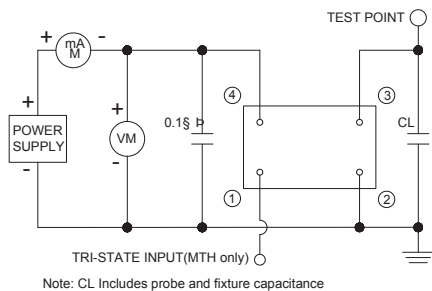 TEST POINT
+ mA M -
+
POWER SUPPLY
-
+
VM
-
0.1§ Þ
4
3
CL
1
2
TRI-STATE INPUT(MTH only)
Note: CL Includes probe and fixture capacitance